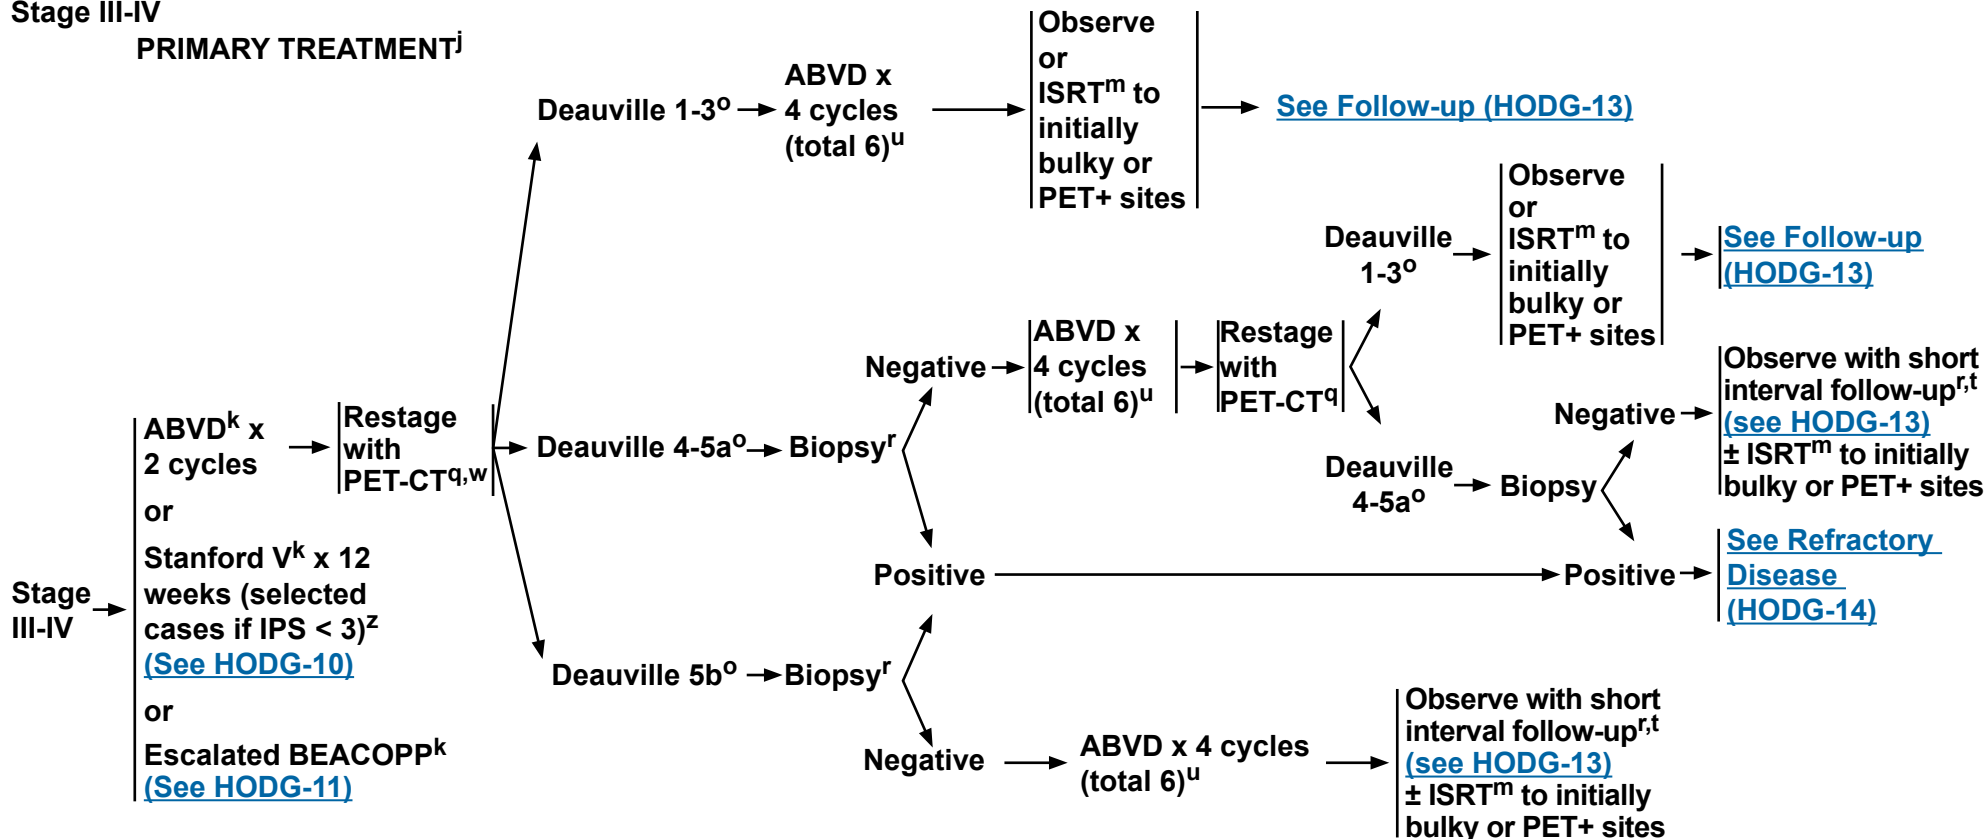 Stage III-IV
PRIMARY TREATMENTj
Stage
III-IV
ABVDk x
2 cycles
or
Stanford Vk x 12
weeks (selected
cases if IPS < 3)z
(See HODG-10)
or
Escalated BEACOPPk
(See HODG-11)
Restage
with
PET-CTq,w
Deauville 1-3o
ABVD x
4 cycles
(total 6)u
Observe
or
ISRTm to
initially
bulky or
PET+ sites
See Follow-up (HODG-13)
Deauville 4-5ao
Biopsyr
Negative
ABVD x
4 cycles
(total 6)u
Restage
with
PET-CTq
Deauville
1-3o
Observe
or
ISRTm to
initially
bulky or
PET+ sites
See Follow-up
(HODG-13)
Deauville
4-5ao
Biopsy
Negative
Observe with short
interval follow-upr,t
(see HODG-13)
± ISRTm to initially
bulky or PET+ sites
Positive
Positive
See Refractory
Disease
(HODG-14)
Deauville 5bo
Biopsyr
Negative
ABVD x 4 cycles
(total 6)u
Observe with short
interval follow-upr,t
(see HODG-13)
± ISRTm to initially
bulky or PET+ sites